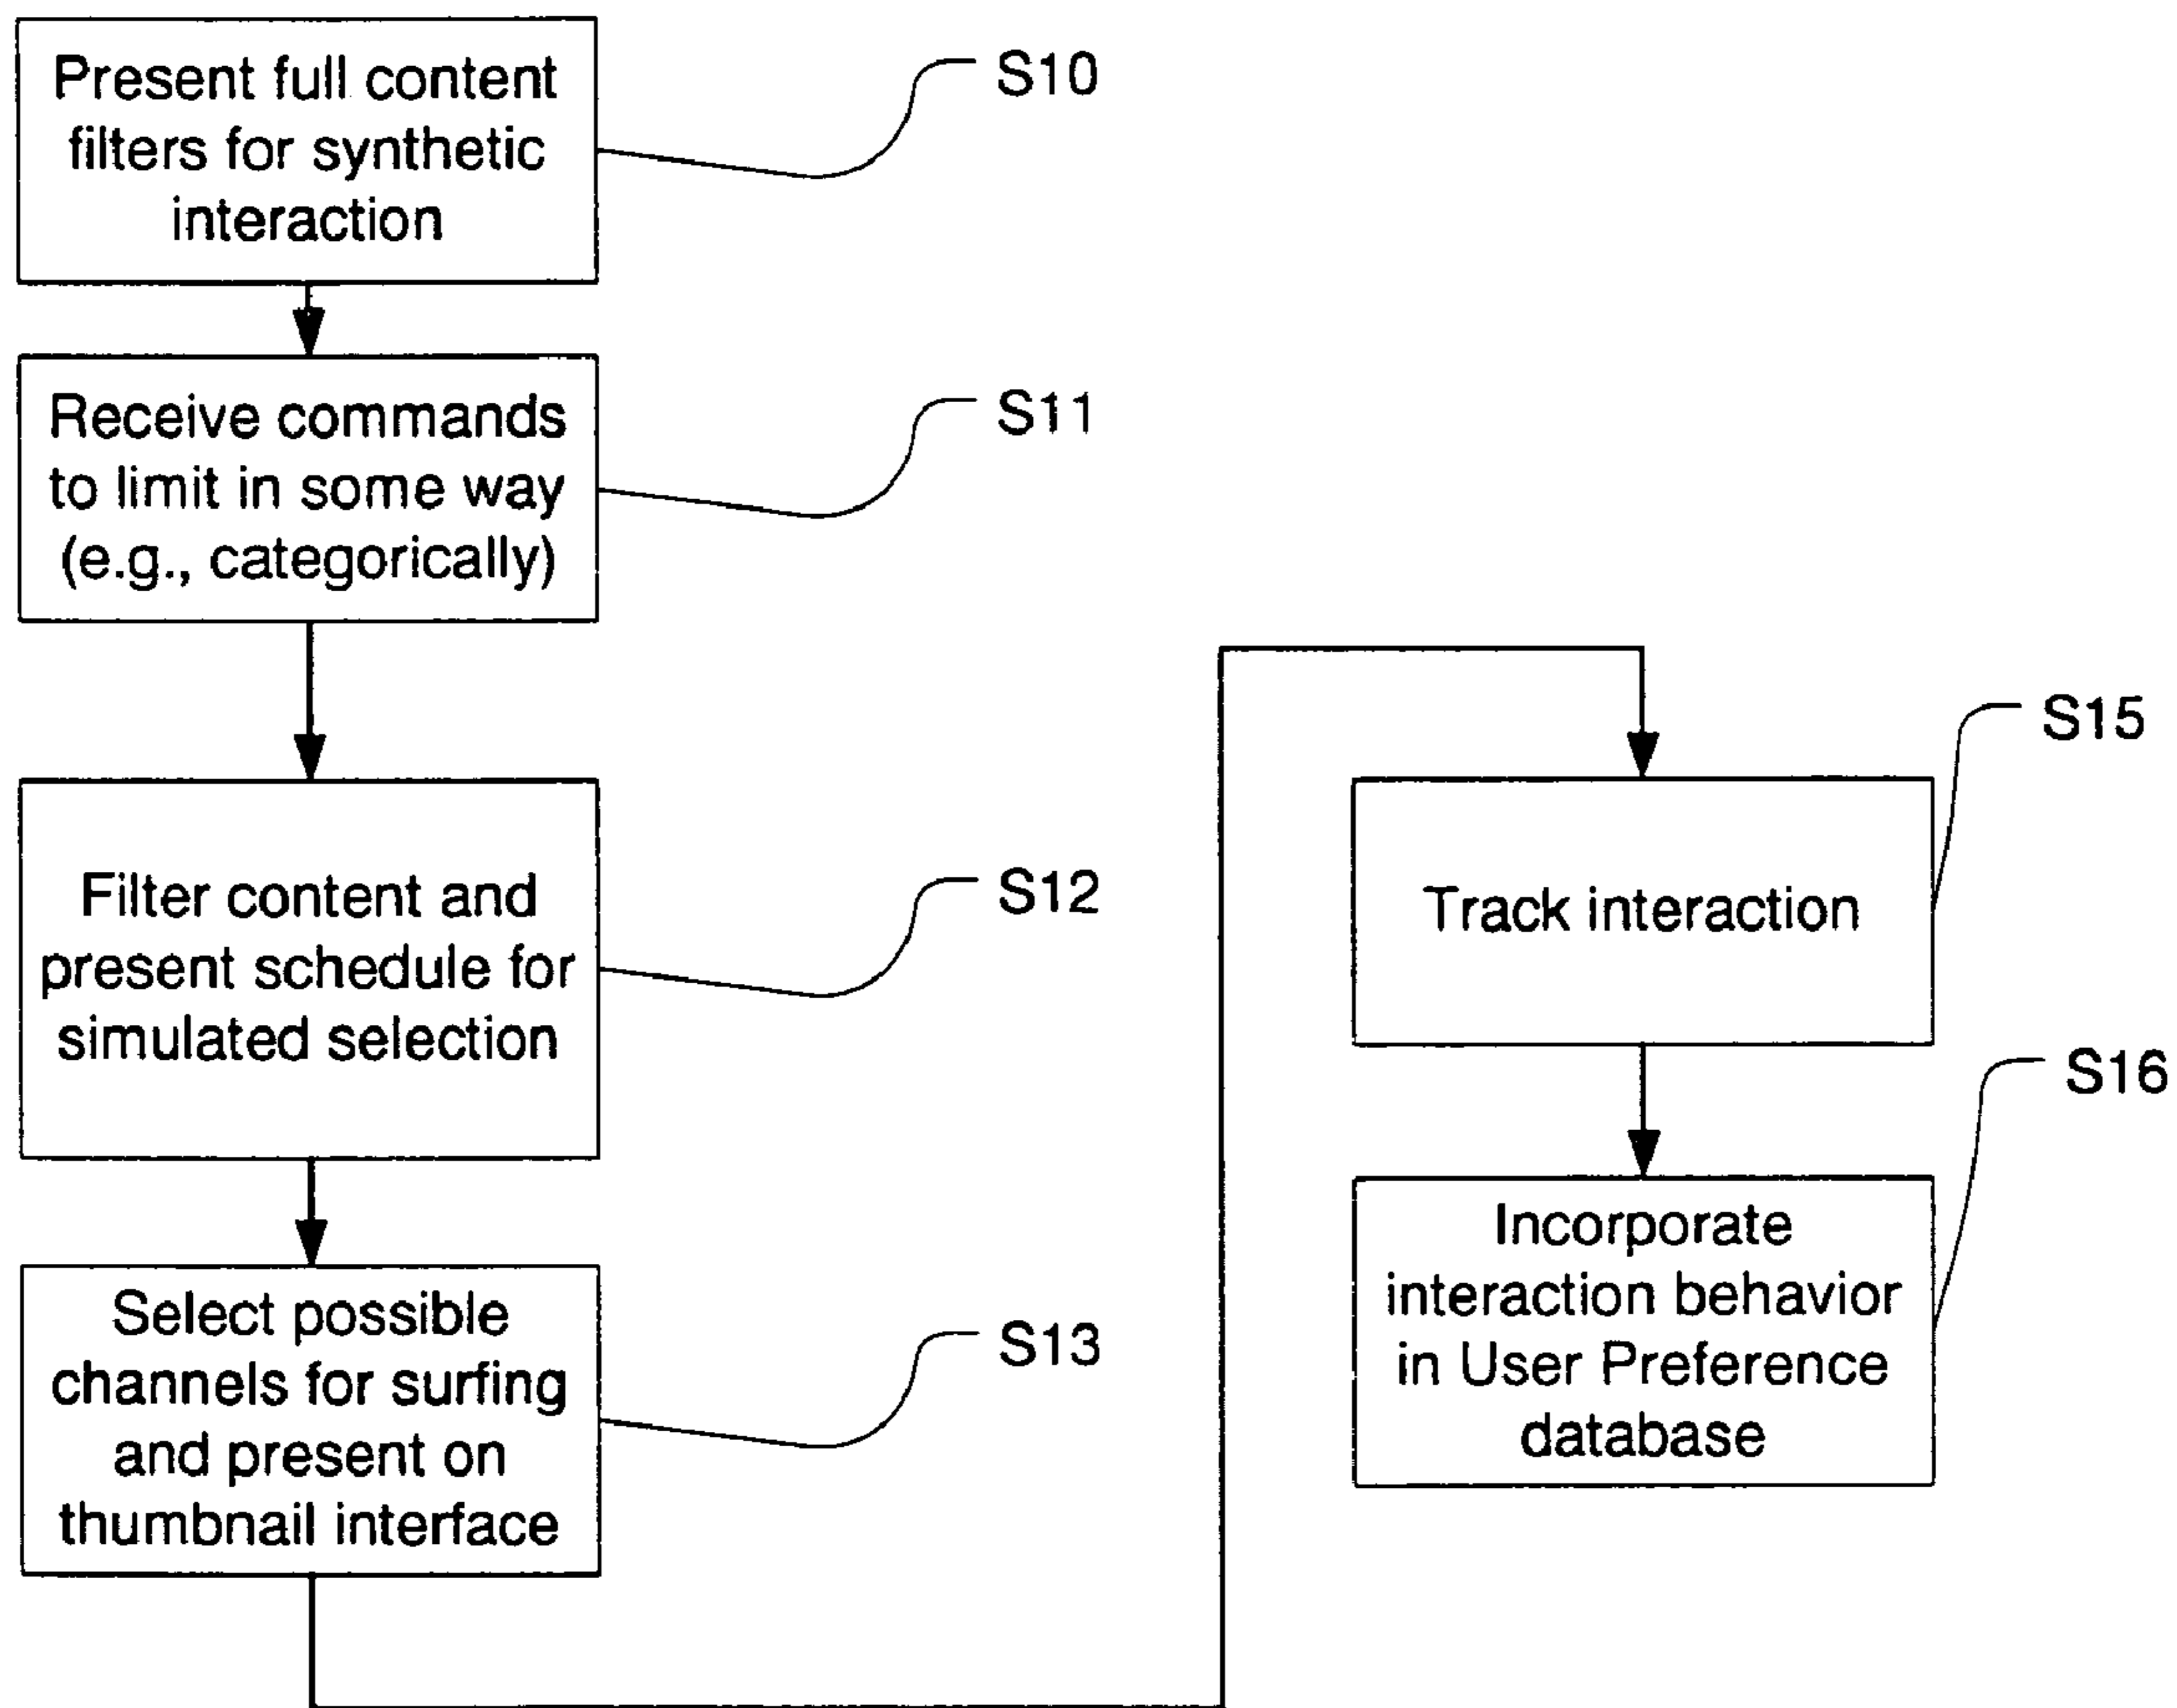 Present full content
filters for synthetic
interaction
S10
Receive commands
to limit in some way
(e.g., categorically)
S11
Filter content and
present schedule for
simulated selection
S12
Select possible
channels for surfing
and present on
thumbnail interface
S13
Track interaction
S15
Incorporate
interaction behavior
in User Preference
database
S16